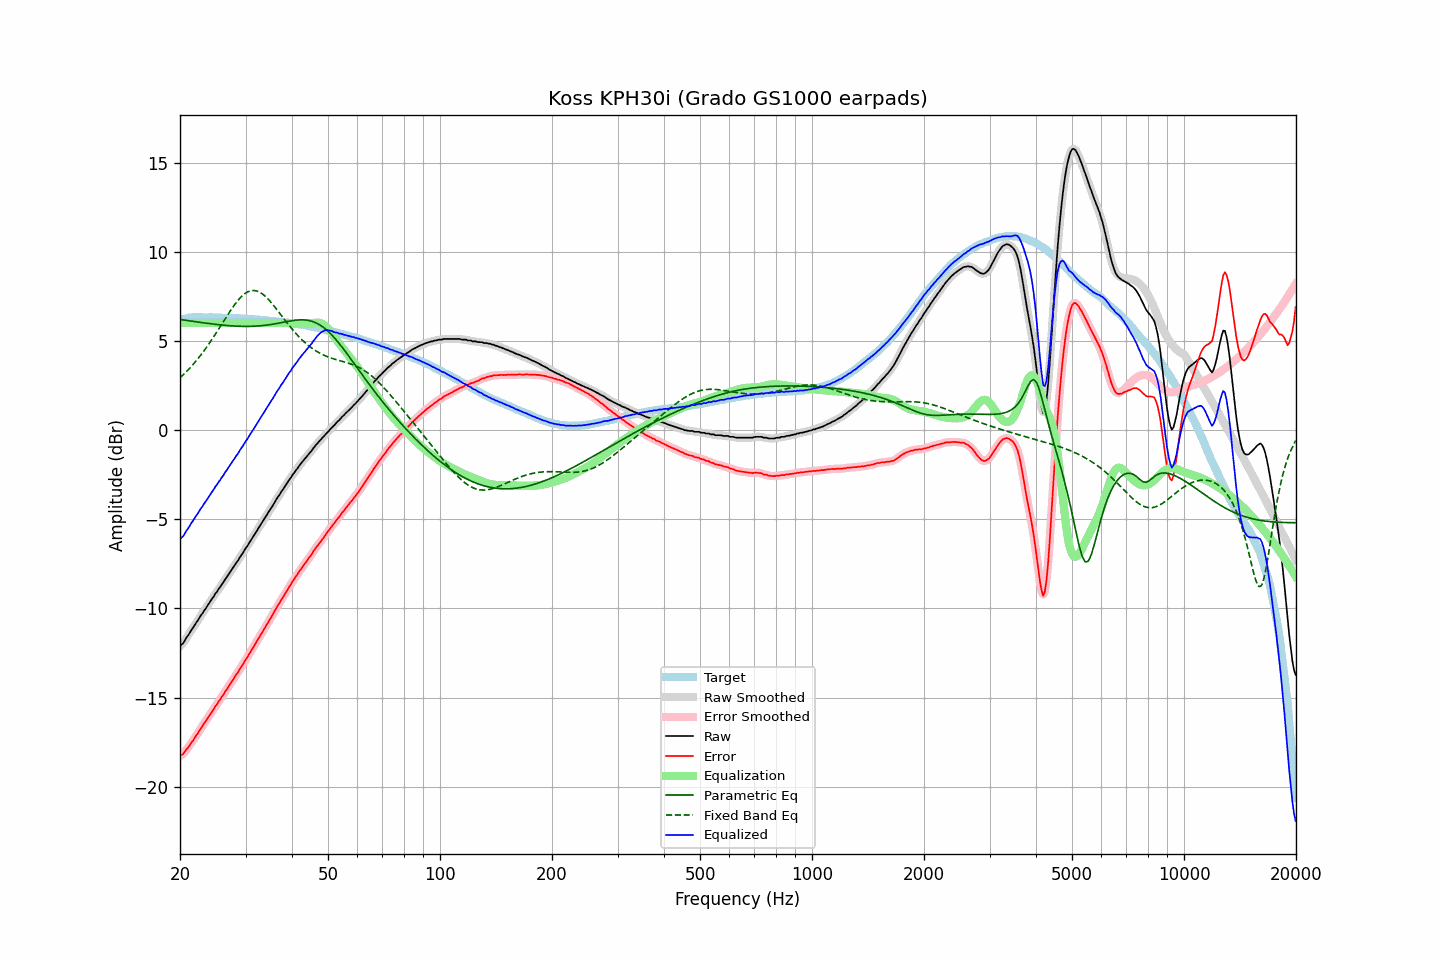 Koss KPH30i (Grado GS1000 earpads)
Amplitude (dBr)
15
10
5
0
−5
−10
−15
−20
Target
Raw Smoothed
Error Smoothed
Raw
Error
Equalization
Parametric Eq
Fixed Band Eq
Equalized
20 50 100 200 500 1000 2000 5000 10000 20000
Frequency (Hz)